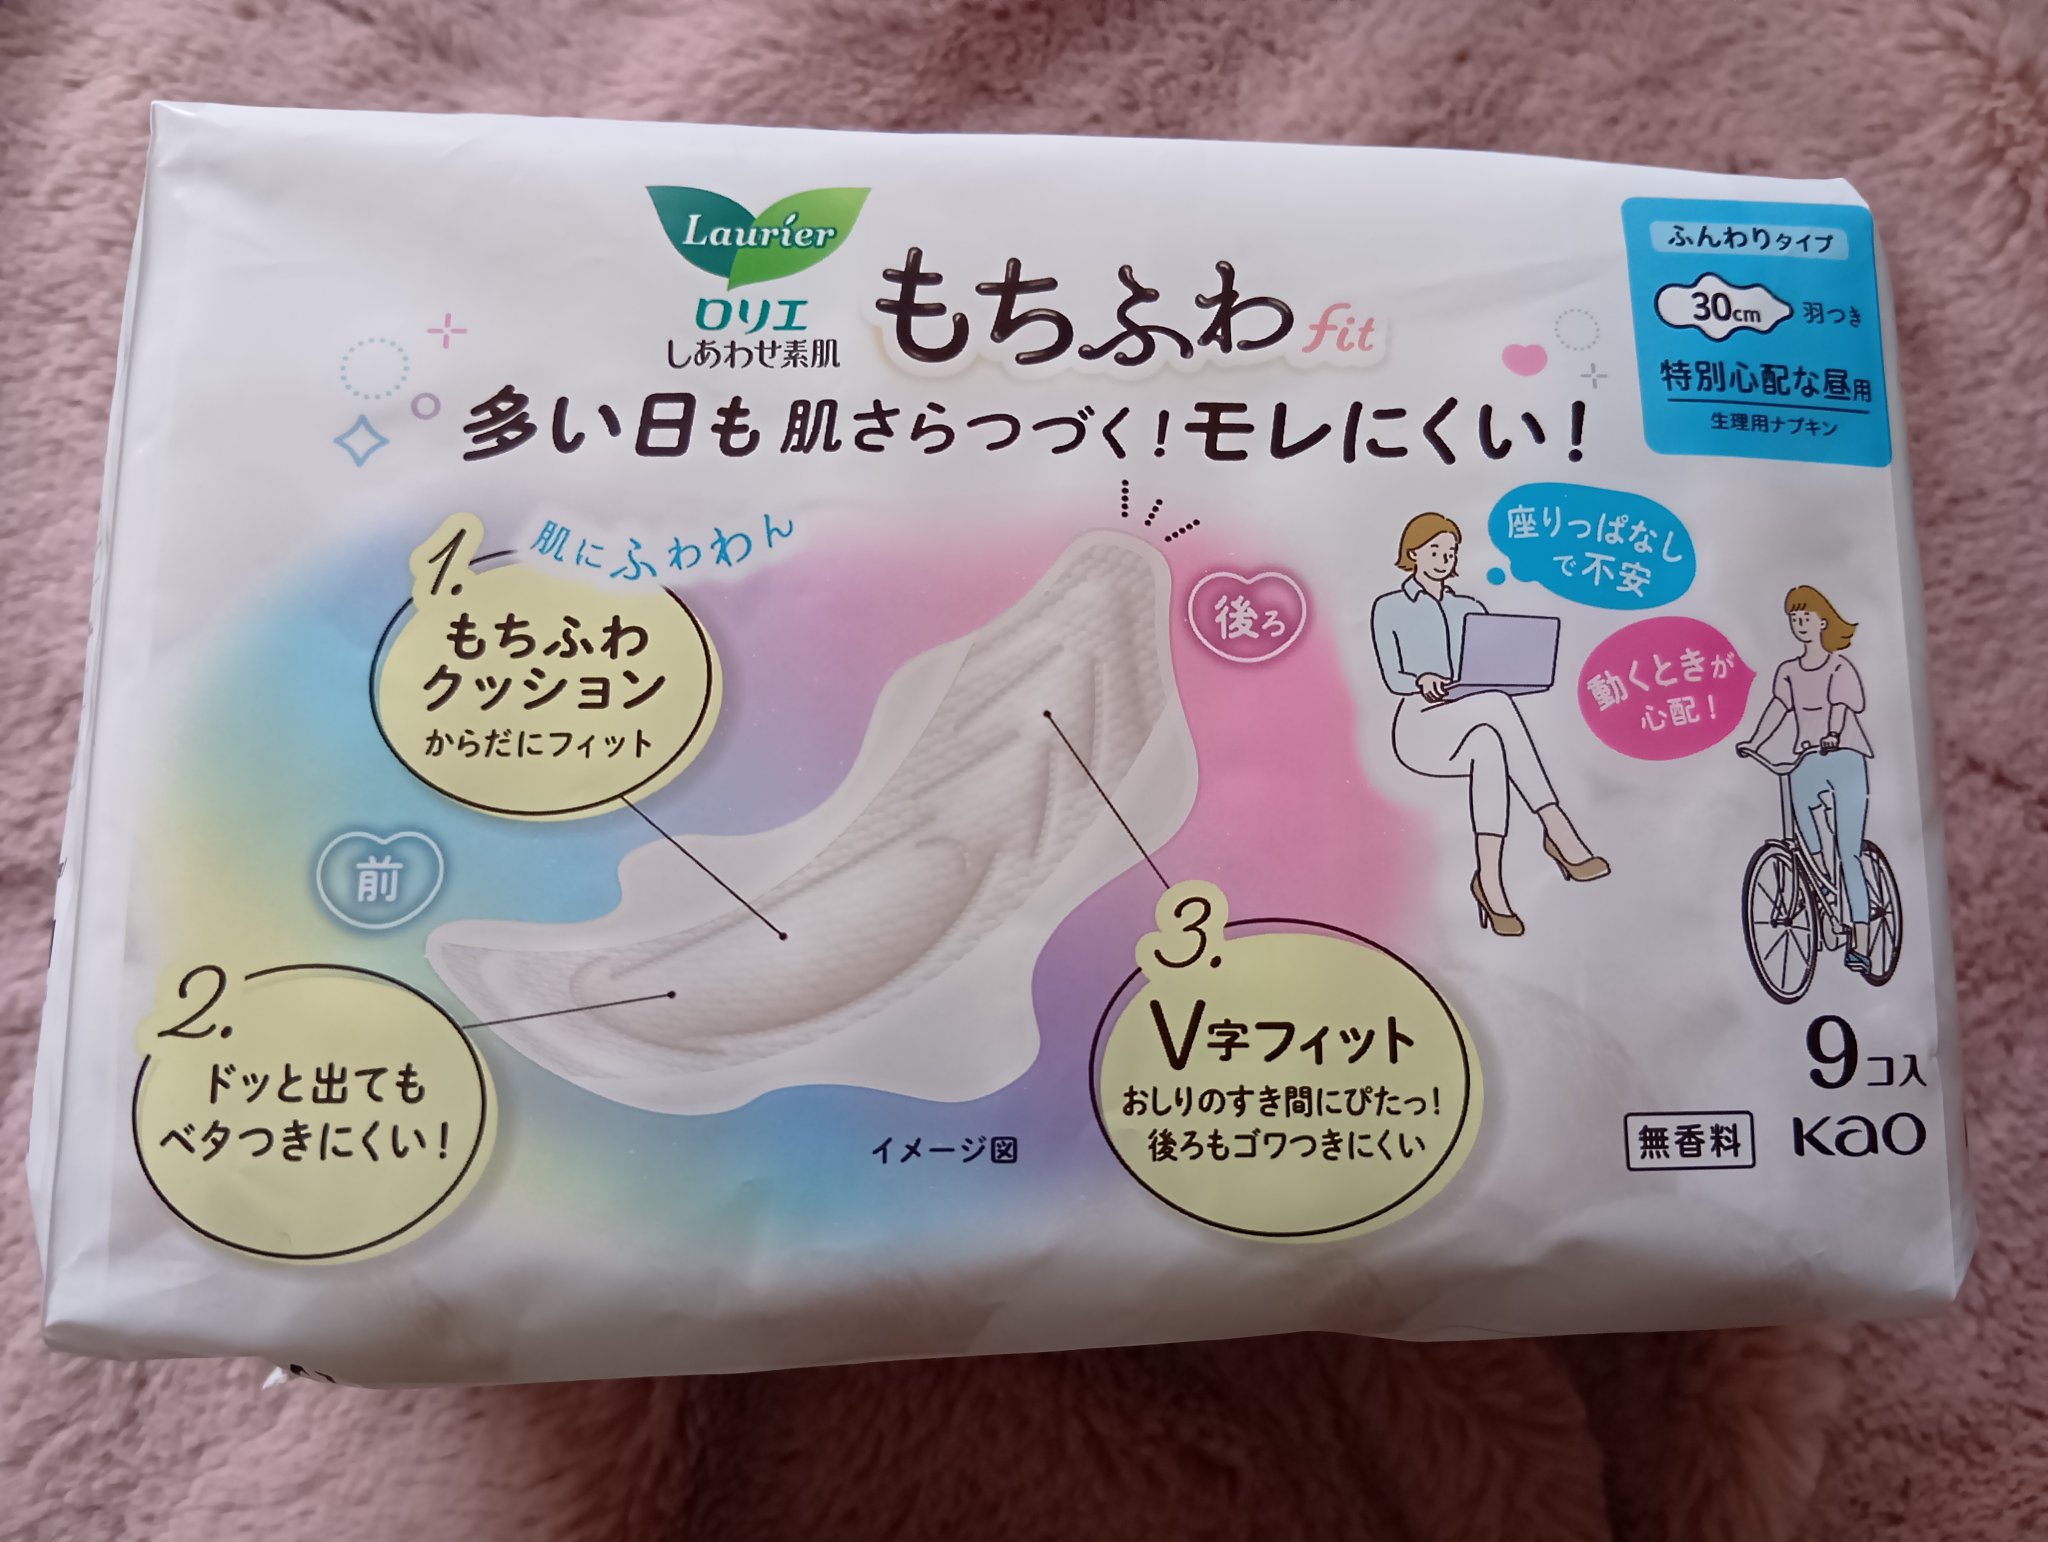 Laurier
ロリエ
しあわせ素肌
もちふわfit
多い日も肌さらつづく!モレにくい!
ふんわりタイプ
30cm 羽つき
特別心配な昼用
生理用ナプキン
1.
肌にふわわん
もちふわ
クッション
からだにフィット
前
後ろ
座りっぱなし
で不安
動くときが
心配!
2.
ドッと出ても
ベタつきにくい!
3.
V字フィット
おしりのすき間にぴたっ!
後ろもゴワつきにくい
イメージ図
9コ入
無香料
Kao